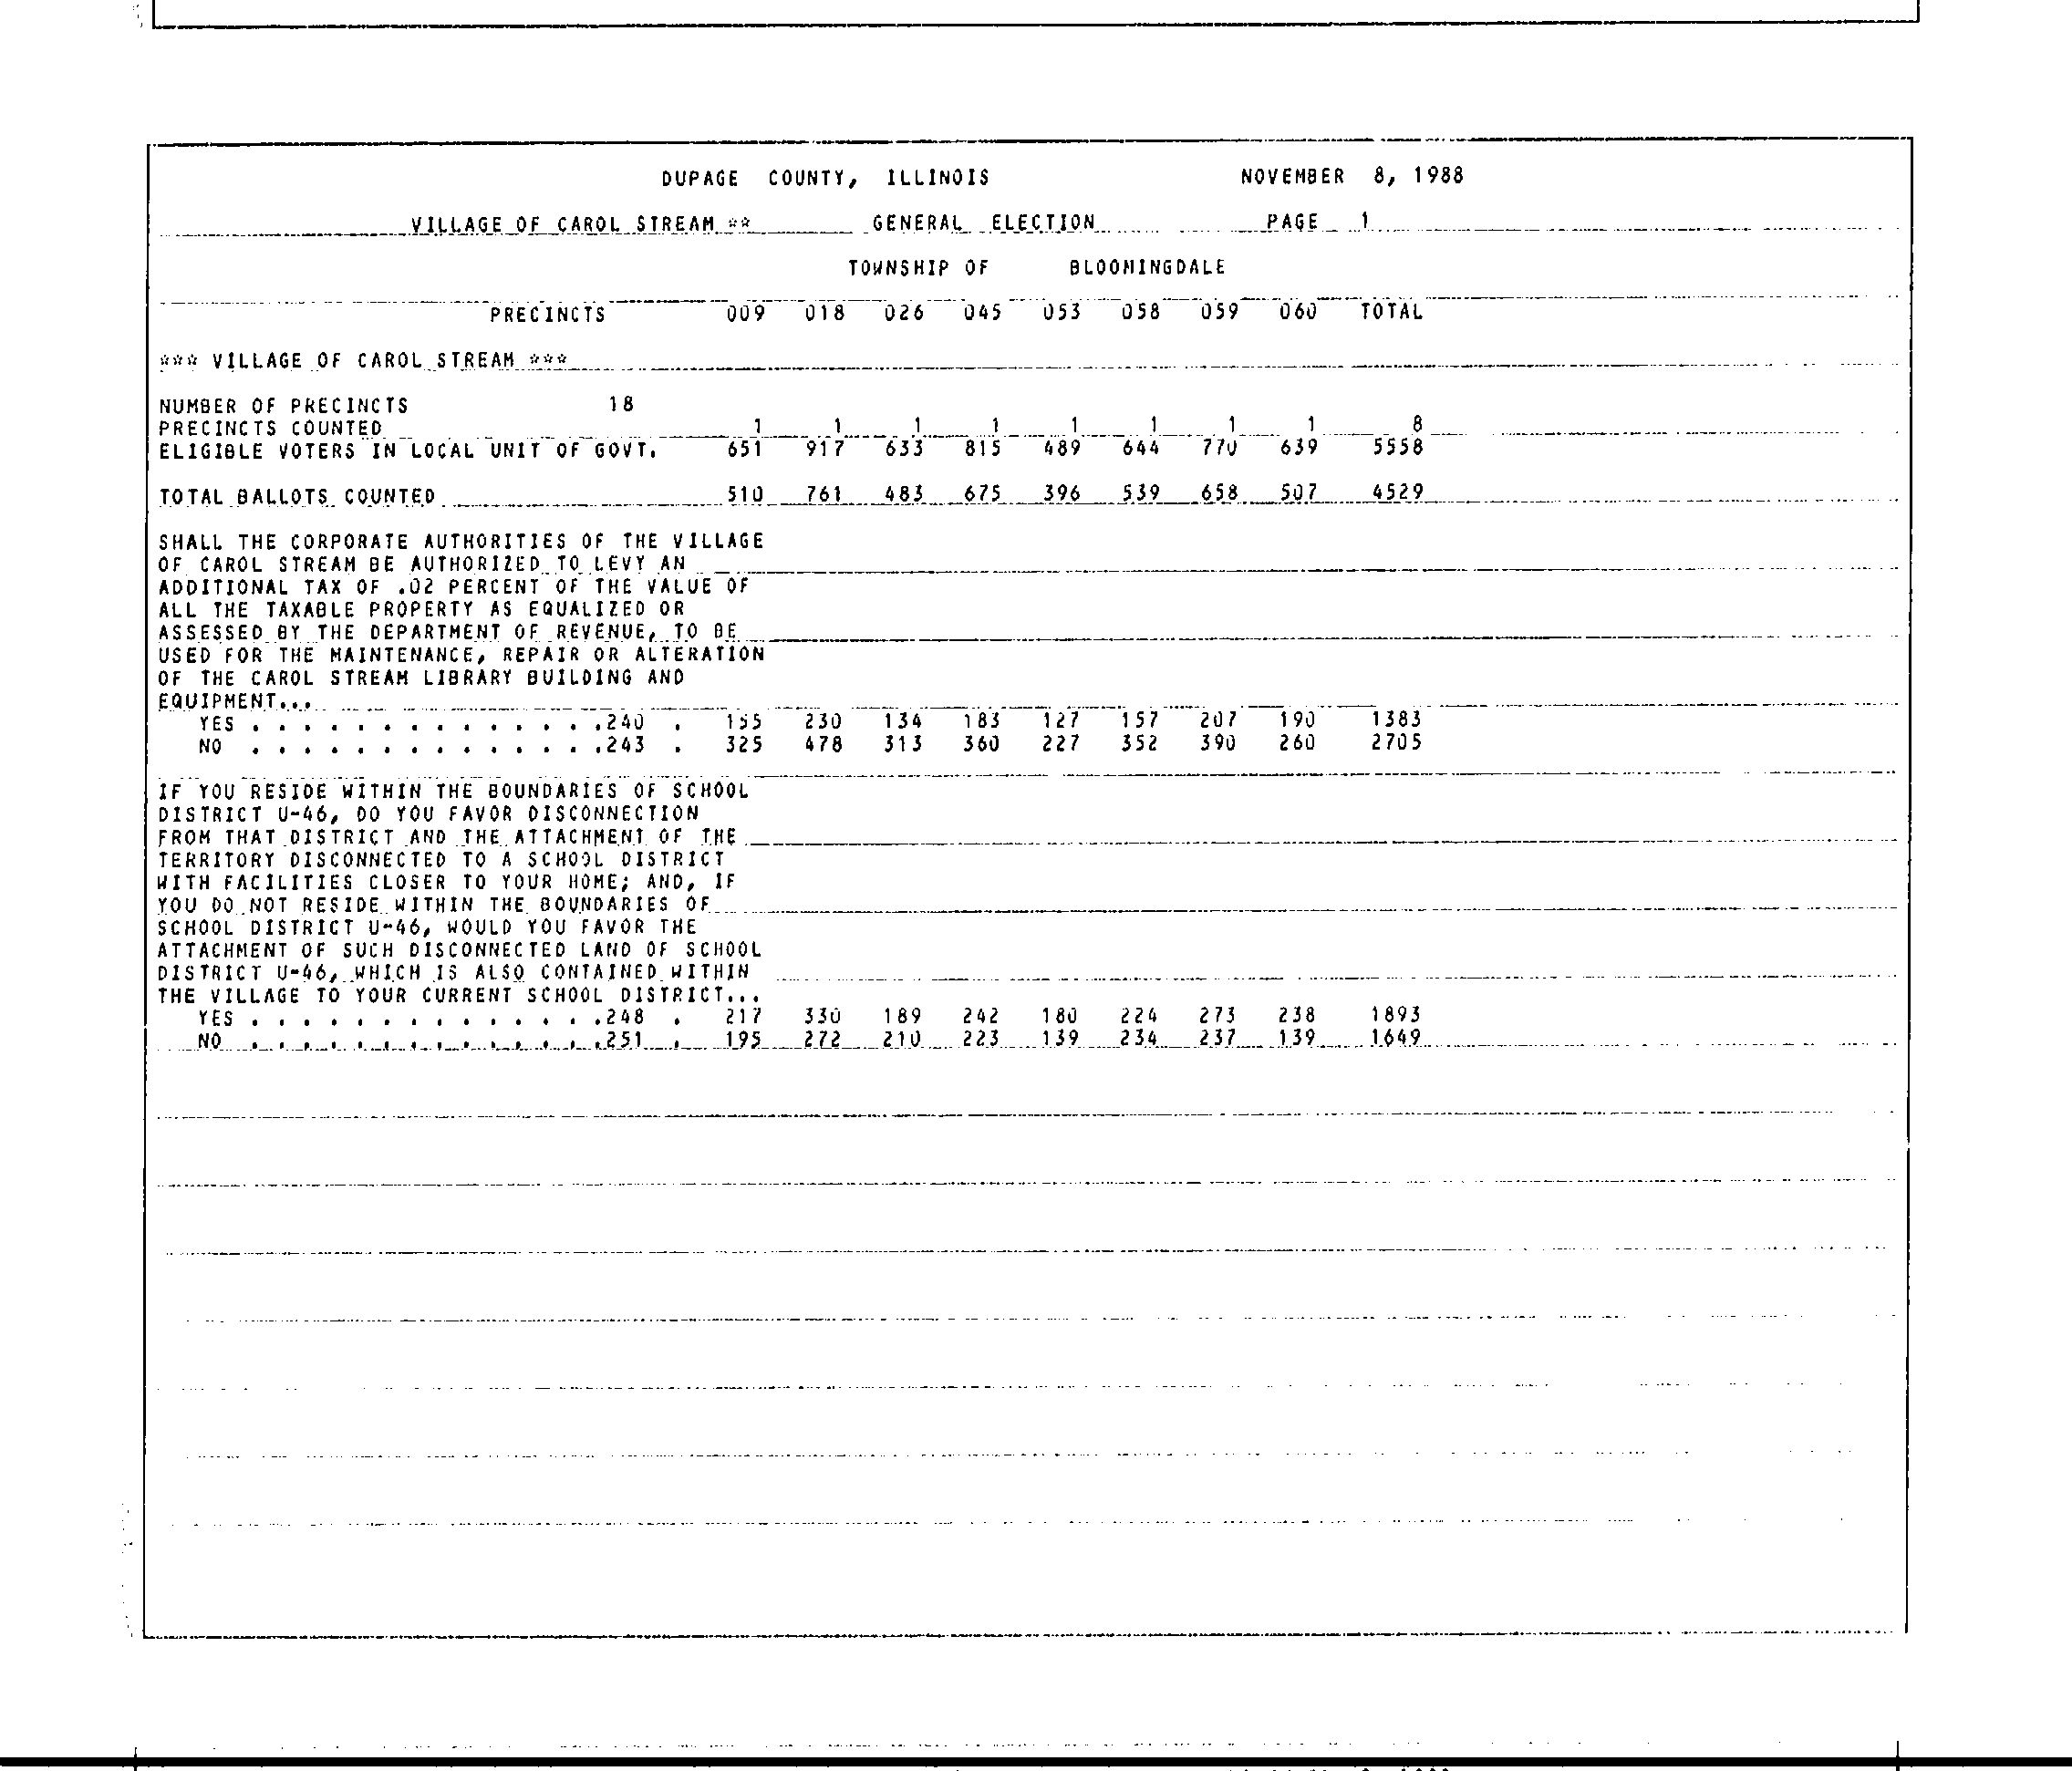 DUPAGE COUNTY, ILLINOIS NOVEMBER 8, 1988
VILLAGE OF CAROL STREAM ** GENERAL ELECTION PAGE 1
TOWNSHIP OF BLOOMINGDALE
PRECINCTS 009 018 026 045 053 058 059 060 TOTAL
*** VILLAGE OF CAROL STREAM ***
NUMBER OF PRECINCTS 18
PRECINCTS COUNTED 1 1 1 1 1 1 1 1 8
ELIGIBLE VOTERS IN LOCAL UNIT OF GOVT. 651 917 633 815 489 644 770 639 5558
TOTAL BALLOTS COUNTED 510 761 483 675 396 539 658 507 4529
SHALL THE CORPORATE AUTHORITIES OF THE VILLAGE
OF CAROL STREAM BE AUTHORIZED TO LEVY AN
ADDITIONAL TAX OF .02 PERCENT OF THE VALUE OF
ALL THE TAXABLE PROPERTY AS EQUALIZED OR
ASSESSED BY THE DEPARTMENT OF REVENUE, TO BE
USED FOR THE MAINTENANCE, REPAIR OR ALTERATION
OF THE CAROL STREAM LIBRARY BUILDING AND
EQUIPMENT...
YES . . . . . . . . . . . . . .240 . 155 230 134 183 127 157 207 190 1383
NO . . . . . . . . . . . . . .243 . 325 478 313 360 227 352 390 260 2705
IF YOU RESIDE WITHIN THE BOUNDARIES OF SCHOOL
DISTRICT U-46, DO YOU FAVOR DISCONNECTION
FROM THAT DISTRICT AND THE ATTACHMENT OF THE
TERRITORY DISCONNECTED TO A SCHOOL DISTRICT
WITH FACILITIES CLOSER TO YOUR HOME; AND, IF
YOU DO NOT RESIDE WITHIN THE BOUNDARIES OF
SCHOOL DISTRICT U-46, WOULD YOU FAVOR THE
ATTACHMENT OF SUCH DISCONNECTED LAND OF SCHOOL
DISTRICT U-46, WHICH IS ALSO CONTAINED WITHIN
THE VILLAGE TO YOUR CURRENT SCHOOL DISTRICT...
YES . . . . . . . . . . . . . .248 . 217 330 189 242 180 224 273 238 1893
NO . . . . . . . . . . . . . .251 . 195 272 210 223 139 234 237 139 1649